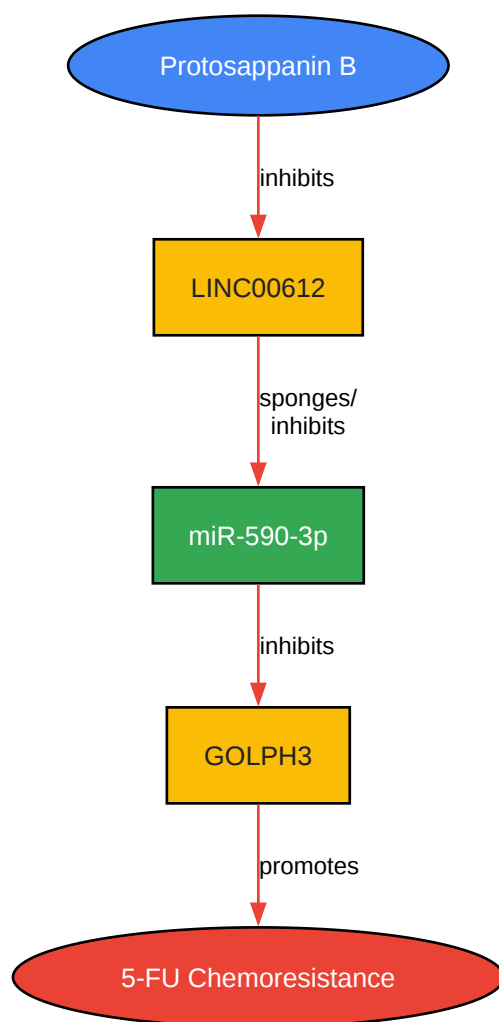 Protosappanin B
inhibits
LINC00612
sponges/
inhibits
miR-590-3p
inhibits
GOLPH3
promotes
5-FU Chemoresistance